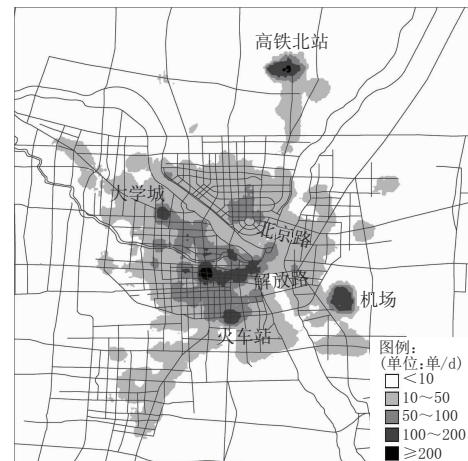 高铁北站
大学城
北京路
解放路
机场
火车站
图例:
(单位:单/d)
<10
10~50
50~100
100~200
≥200